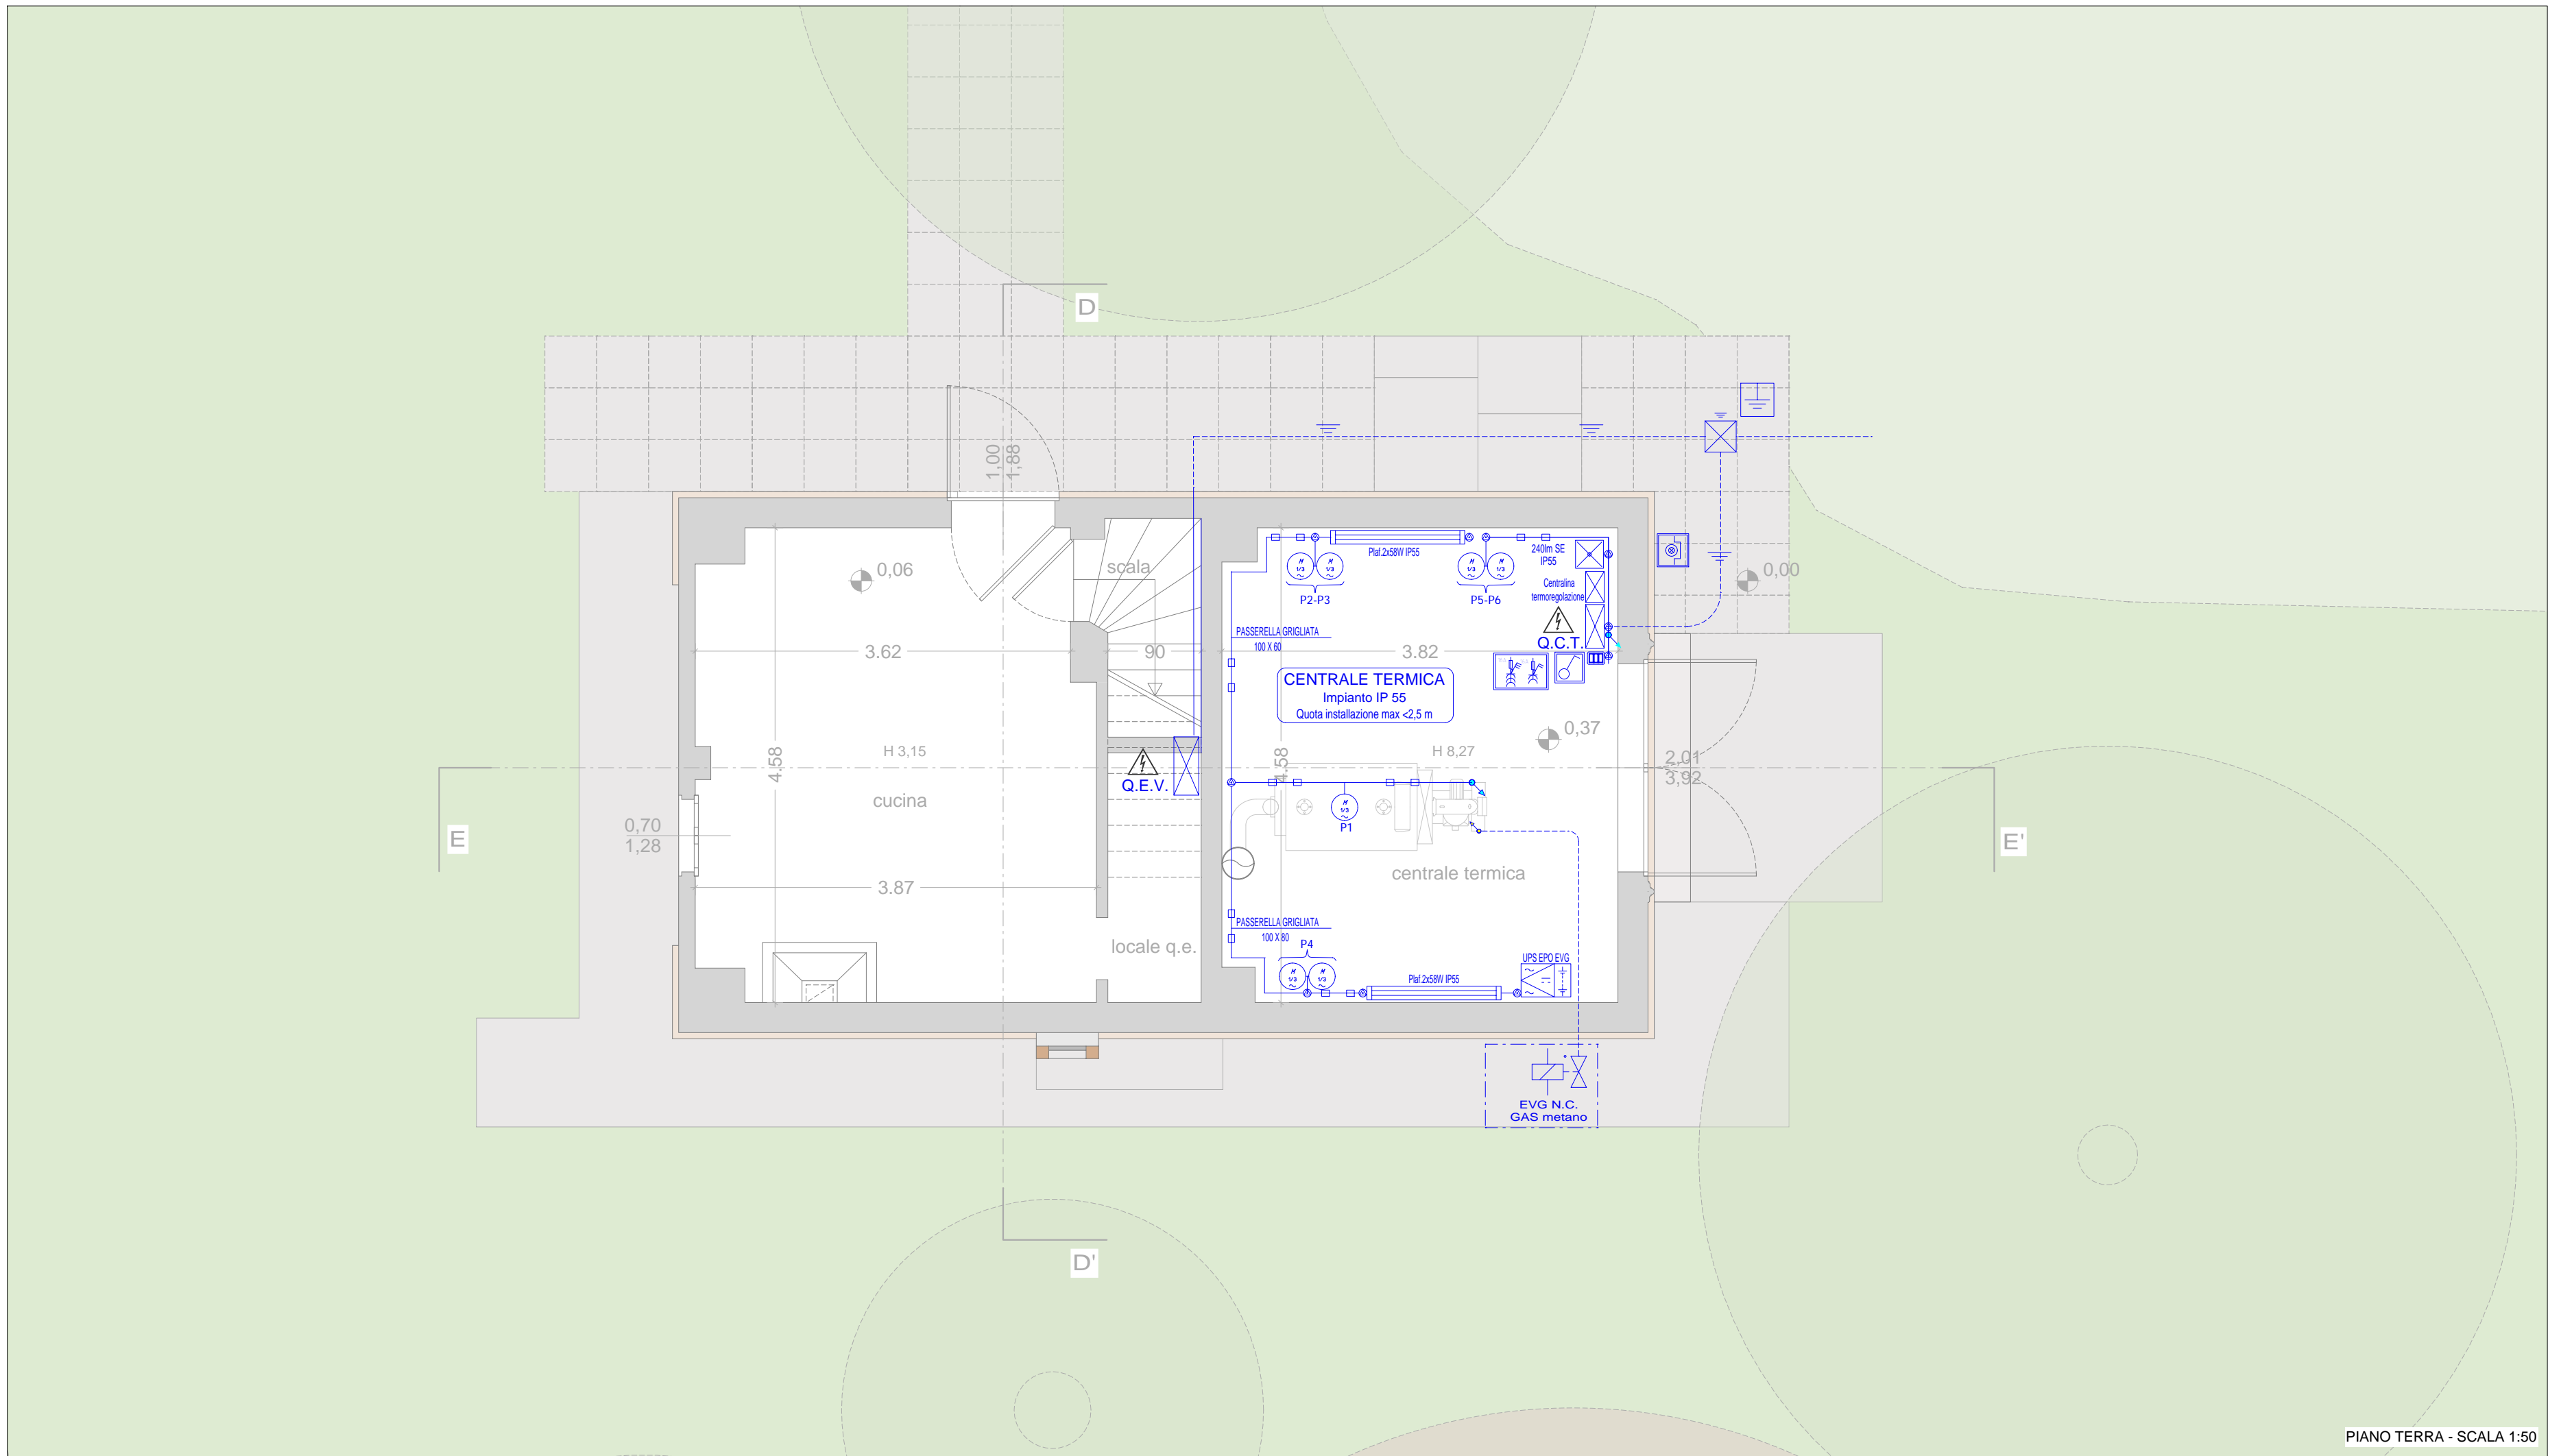 D
1,00
1,88
0,06
scala
3.62
90
4.58
H 3,15
cucina
3.87
0,70
1,28
E
Q.E.V.
locale q.e.
Plaf.2x58W IP55
P2-P3
P5-P6
240lm SE
IP55
Centralina
termoregolazione
Q.C.T.
PASSERELLA GRIGLIATA
100 X 60
3.82
CENTRALE TERMICA
Impianto IP 55
Quota installazione max <2,5 m
0,37
0,00
4.58
H 8,27
2,01
3,92
1/3
P1
centrale termica
E'
PASSERELLA GRIGLIATA
100 X 80
P4
Plaf.2x58W IP55
UPS EPO EVG
EVG N.C.
GAS metano
D'
PIANO TERRA - SCALA 1:50